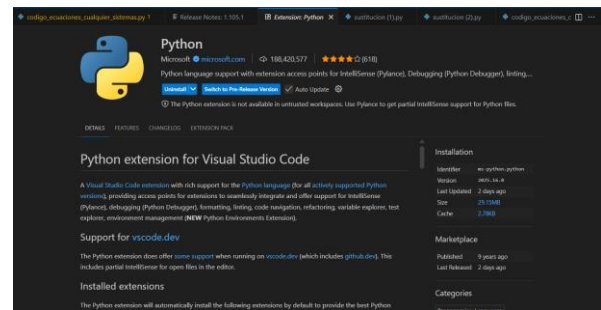 codigo_ecuaciones_cualquier_sistemas.py 1
Release Notes: 1.105.1
Extension: Python
sustitucion (1).py
sustitucion (2).py
codigo_ecuaciones_c
Python
Microsoft microsoft.com 188,420,577 (618)
Python language support with extension access points for IntelliSense (Pylance), Debugging (Python Debugger), linting,...
Uninstall Switch to Pre-Release Version Auto Update
The Python extension is not available in untrusted workspaces. Use Pylance to get partial IntelliSense support for Python files.
DETAILS FEATURES CHANGELOG EXTENSION PACK
Python extension for Visual Studio Code
A Visual Studio Code extension with rich support for the Python language (for all actively supported Python
versions), providing access points for extensions to seamlessly integrate and offer support for IntelliSense
(Pylance), debugging (Python Debugger), formatting, linting, code navigation, refactoring, variable explorer, test
explorer, environment management (NEW Python Environments Extension).
Support for vscode.dev
The Python extension does offer some support when running on vscode.dev (which includes github.dev). This
includes partial IntelliSense for open files in the editor.
Installed extensions
The Python extension will automatically install the following extensions by default to provide the best Python
Installation
Identifier ms-python.python
Version 2025.16.0
Last Updated 2 days ago
Size 29.15MB
Cache 2.78KB
Marketplace
Published 9 years ago
Last Released 2 days ago
Categories